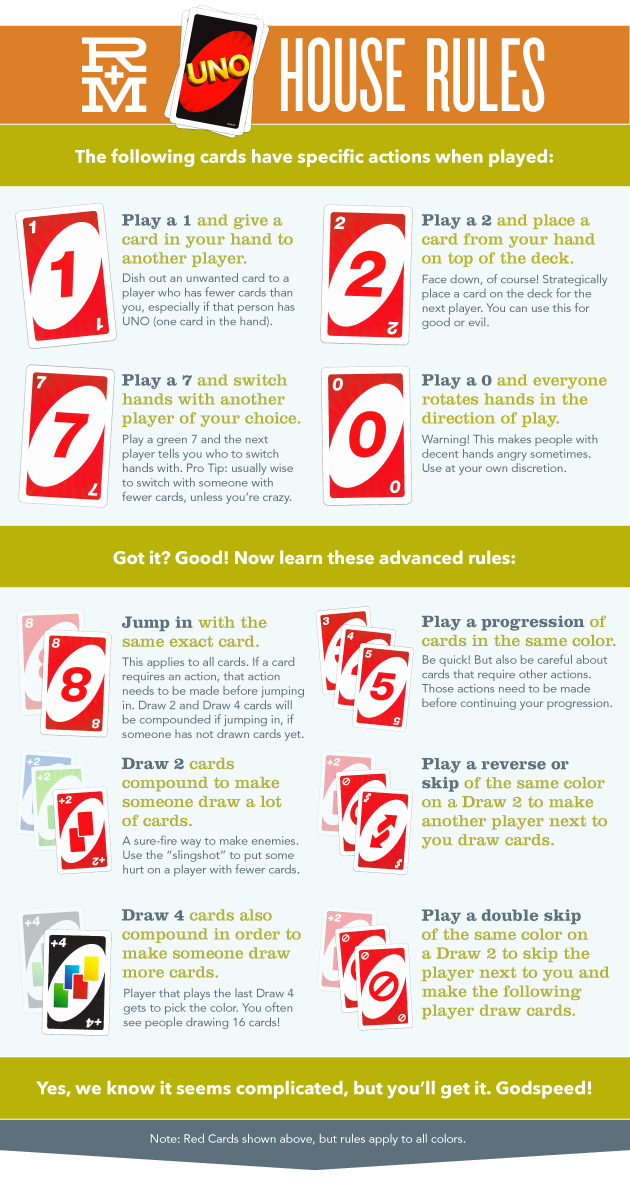 R+M
UNO
HOUSE RULES
The following cards have specific actions when played:
1
1
1
Play a 1 and give a
card in your hand to
another player.
Dish out an unwanted card to a
player who has fewer cards than
you, especially if that person has
UNO (one card in the hand).
2
2
2
Play a 2 and place a
card from your hand
on top of the deck.
Face down, of course! Strategically
place a card on the deck for the
next player. You can use this for
good or evil.
7
7
7
Play a 7 and switch
hands with another
player of your choice.
Play a green 7 and the next
player tells you who to switch
hands with. Pro Tip: usually wise
to switch with someone with
fewer cards, unless you're crazy.
0
0
0
Play a 0 and everyone
rotates hands in the
direction of play.
Warning! This makes people with
decent hands angry sometimes.
Use at your own discretion.
Got it? Good! Now learn these advanced rules:
8
8
8
8
Jump in with the
same exact card.
This applies to all cards. If a card
requires an action, that action
needs to be made before jumping
in. Draw 2 and Draw 4 cards will
be compounded if jumping in, if
someone has not drawn cards yet.
3
4
5
5
5
Play a progression of
cards in the same color.
Be quick! But also be careful about
cards that require other actions.
Those actions need to be made
before continuing your progression.
+2
+2
+2
+2
Draw 2 cards
compound to make
someone draw a lot
of cards.
A sure-fire way to make enemies.
Use the "slingshot" to put some
hurt on a player with fewer cards.
+2
Play a reverse or
skip of the same color
on a Draw 2 to make
another player next to
you draw cards.
+4
+4
+4
Draw 4 cards also
compound in order to
make someone draw
more cards.
Player that plays the last Draw 4
gets to pick the color. You often
see people drawing 16 cards!
+2
Play a double skip
of the same color on
a Draw 2 to skip the
player next to you and
make the following
player draw cards.
Yes, we know it seems complicated, but you'll get it. Godspeed!
Note: Red Cards shown above, but rules apply to all colors.